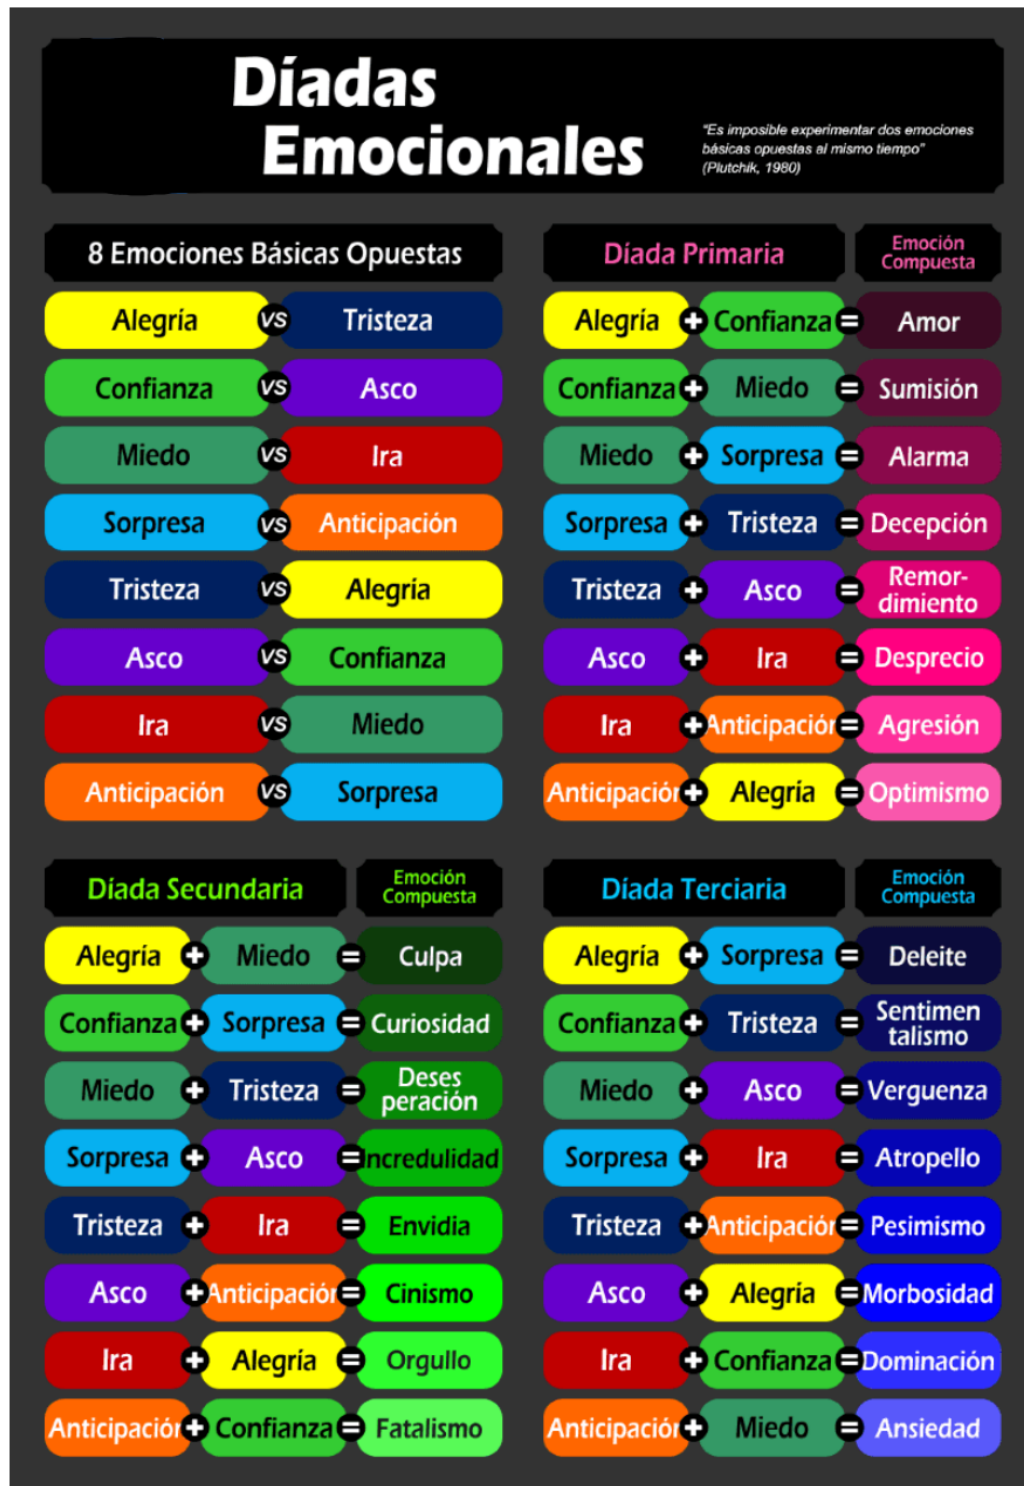 Díadas
Emocionales
"Es imposible experimentar dos emociones
básicas opuestas al mismo tiempo"
(Plutchik, 1980)
8 Emociones Básicas Opuestas
Alegría vs Tristeza
Confianza vs Asco
Miedo vs Ira
Sorpresa vs Anticipación
Tristeza vs Alegría
Asco vs Confianza
Ira vs Miedo
Anticipación vs Sorpresa
Díada Primaria
Emoción
Compuesta
Alegría + Confianza = Amor
Confianza + Miedo = Sumisión
Miedo + Sorpresa = Alarma
Sorpresa + Tristeza = Decepción
Tristeza + Asco = Remor-
dimiento
Asco + Ira = Desprecio
Ira + Anticipación = Agresión
Anticipación + Alegría = Optimismo
Díada Secundaria
Emoción
Compuesta
Alegría + Miedo = Culpa
Confianza + Sorpresa = Curiosidad
Miedo + Tristeza = Deses
peración
Sorpresa + Asco = Incredulidad
Tristeza + Ira = Envidia
Asco + Anticipación = Cinismo
Ira + Alegría = Orgullo
Anticipación + Confianza = Fatalismo
Díada Terciaria
Emoción
Compuesta
Alegría + Sorpresa = Deleite
Confianza + Tristeza = Sentimen
talismo
Miedo + Asco = Verguenza
Sorpresa + Ira = Atropello
Tristeza + Anticipación = Pesimismo
Asco + Alegría = Morbosidad
Ira + Confianza = Dominación
Anticipación + Miedo = Ansiedad